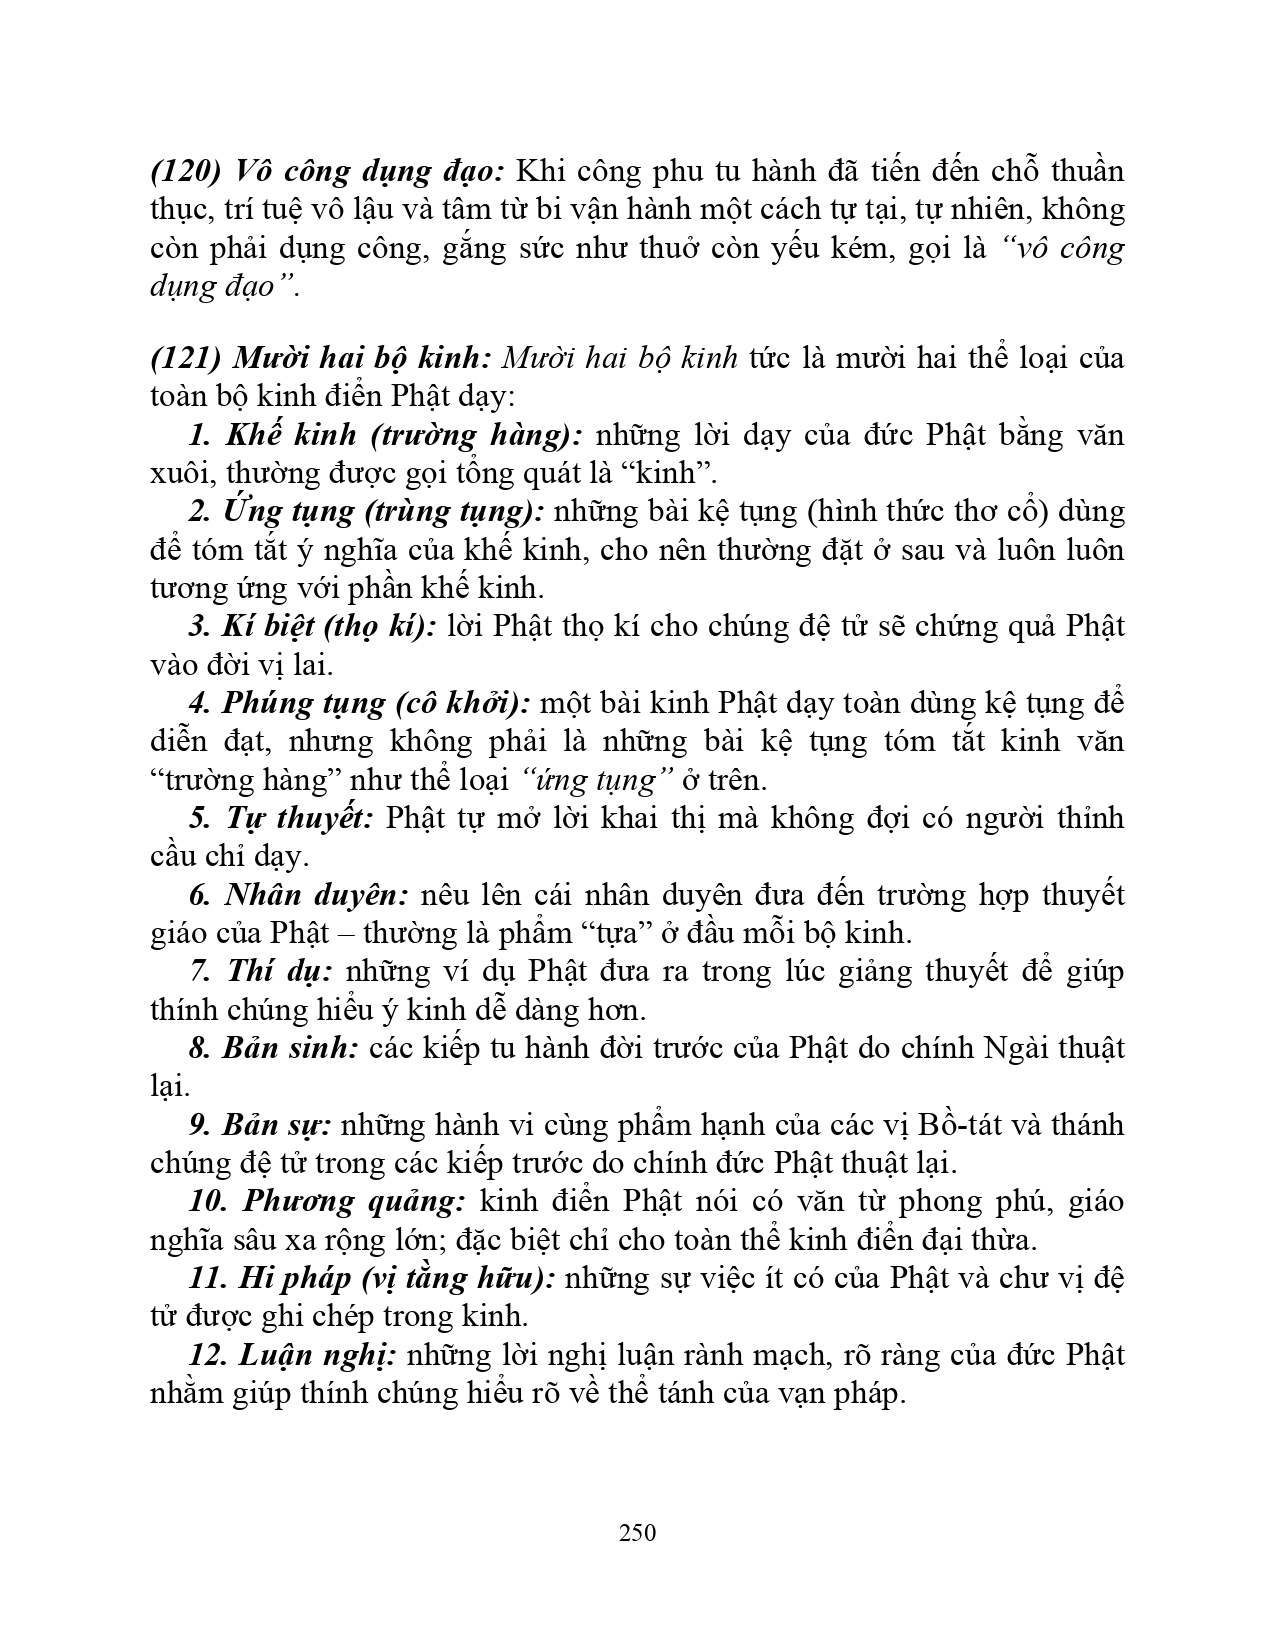 (120) Vô công dụng đạo: Khi công phu tu hành đã tiến đến chỗ thuần
thục, trí tuệ vô lậu và tâm từ bi vận hành một cách tự tại, tự nhiên, không
còn phải dụng công, gắng sức như thuở còn yếu kém, gọi là “vô công
dụng đạo”.
(121) Mười hai bộ kinh: Mười hai bộ kinh tức là mười hai thể loại của
toàn bộ kinh điển Phật dạy:
1. Khế kinh (trường hàng): những lời dạy của đức Phật bằng văn
xuôi, thường được gọi tổng quát là “kinh”.
2. Ứng tụng (trùng tụng): những bài kệ tụng (hình thức thơ cổ) dùng
để tóm tắt ý nghĩa của khế kinh, cho nên thường đặt ở sau và luôn luôn
tương ứng với phần khế kinh.
3. Kí biệt (thọ kí): lời Phật thọ kí cho chúng đệ tử sẽ chứng quả Phật
vào đời vị lai.
4. Phúng tụng (cô khởi): một bài kinh Phật dạy toàn dùng kệ tụng để
diễn đạt, nhưng không phải là những bài kệ tụng tóm tắt kinh văn
“trường hàng” như thể loại “ứng tụng” ở trên.
5. Tự thuyết: Phật tự mở lời khai thị mà không đợi có người thỉnh
cầu chỉ dạy.
6. Nhân duyên: nêu lên cái nhân duyên đưa đến trường hợp thuyết
giáo của Phật – thường là phẩm “tựa” ở đầu mỗi bộ kinh.
7. Thí dụ: những ví dụ Phật đưa ra trong lúc giảng thuyết để giúp
thính chúng hiểu ý kinh dễ dàng hơn.
8. Bản sinh: các kiếp tu hành đời trước của Phật do chính Ngài thuật
lại.
9. Bản sự: những hành vi cùng phẩm hạnh của các vị Bồ-tát và thánh
chúng đệ tử trong các kiếp trước do chính đức Phật thuật lại.
10. Phương quảng: kinh điển Phật nói có văn từ phong phú, giáo
nghĩa sâu xa rộng lớn; đặc biệt chỉ cho toàn thể kinh điển đại thừa.
11. Hi pháp (vị tằng hữu): những sự việc ít có của Phật và chư vị đệ
tử được ghi chép trong kinh.
12. Luận nghị: những lời nghị luận rành mạch, rõ ràng của đức Phật
nhằm giúp thính chúng hiểu rõ về thể tánh của vạn pháp.
250